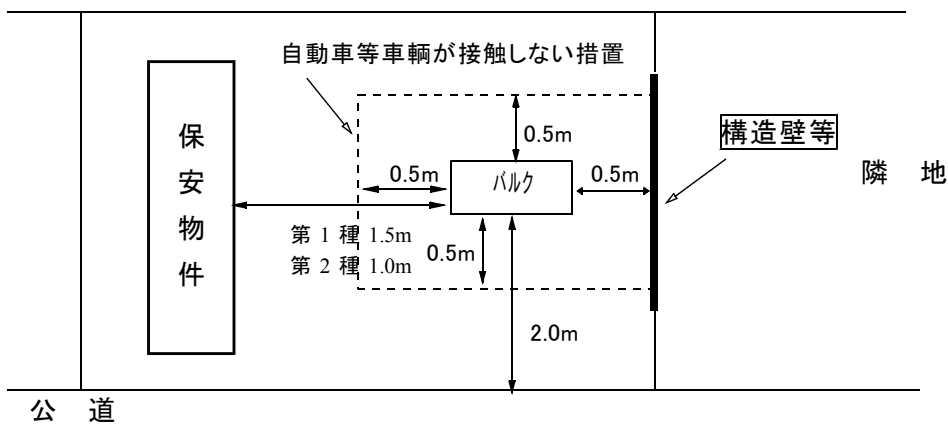 自動車等車輌が接触しない措置
保安物件
0.5m
構造壁等
0.5m
バルク
0.5m
隣 地
第 1 種 1.5m
第 2 種 1.0m
0.5m
2.0m
公 道